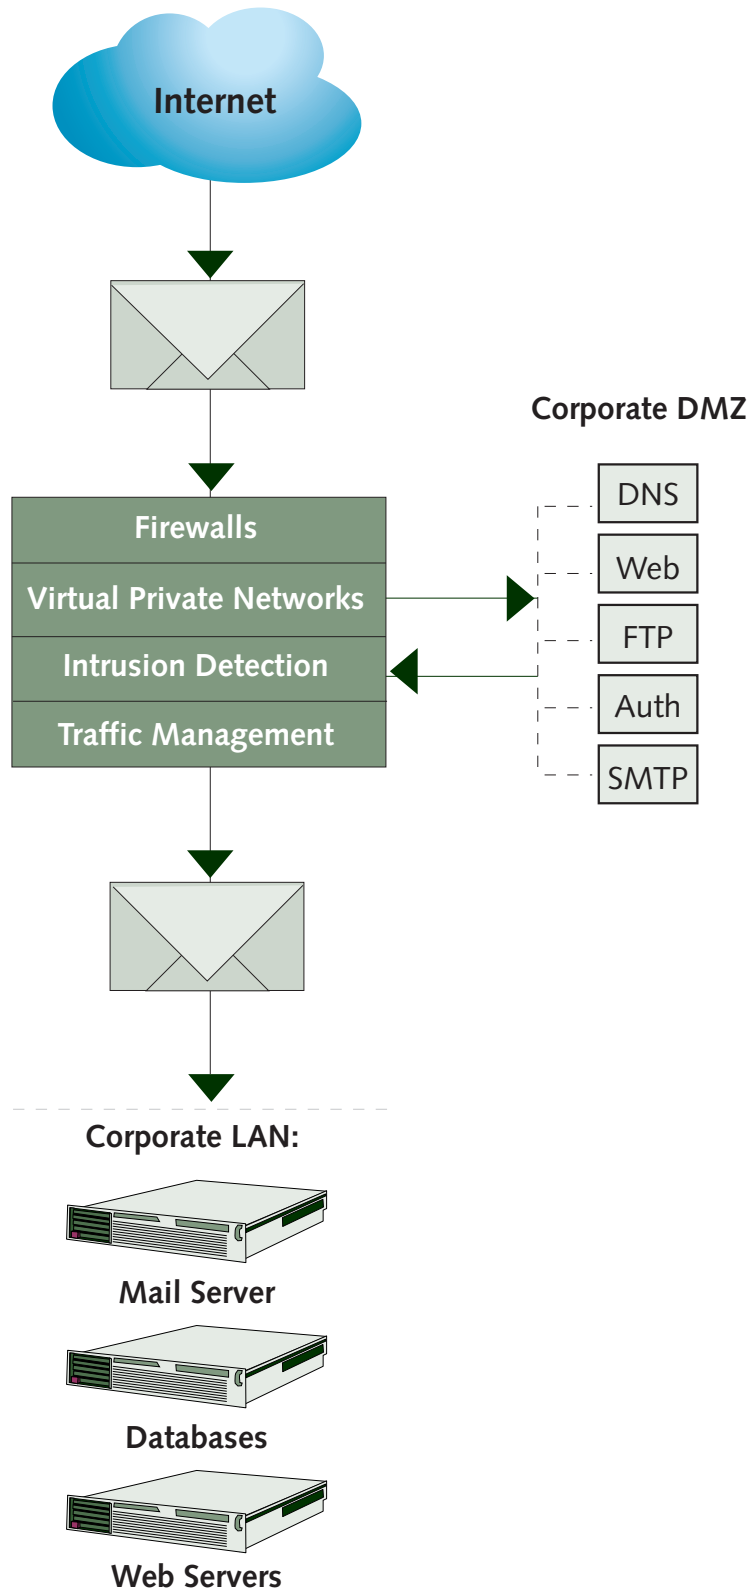 Internet
Corporate DMZ
DNS
Web
FTP
Auth
SMTP
Firewalls
Virtual Private Networks
Intrusion Detection
Traffic Management
Corporate LAN:
Mail Server
Databases
Web Servers